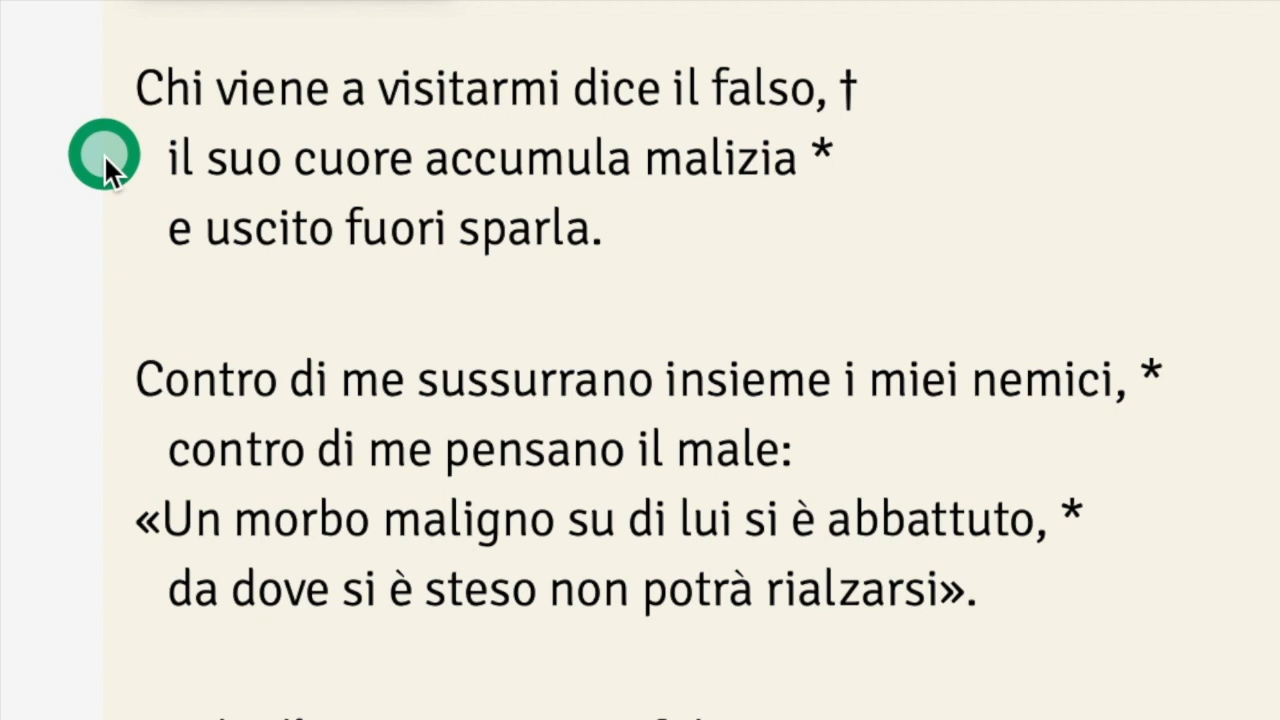 Chi viene a visitarmi dice il falso, †
il suo cuore accumula malizia *
e uscito fuori sparla.
Contro di me sussurrano insieme i miei nemici, *
contro di me pensano il male:
«Un morbo maligno su di lui si è abbattuto, *
da dove si è steso non potrà rialzarsi».